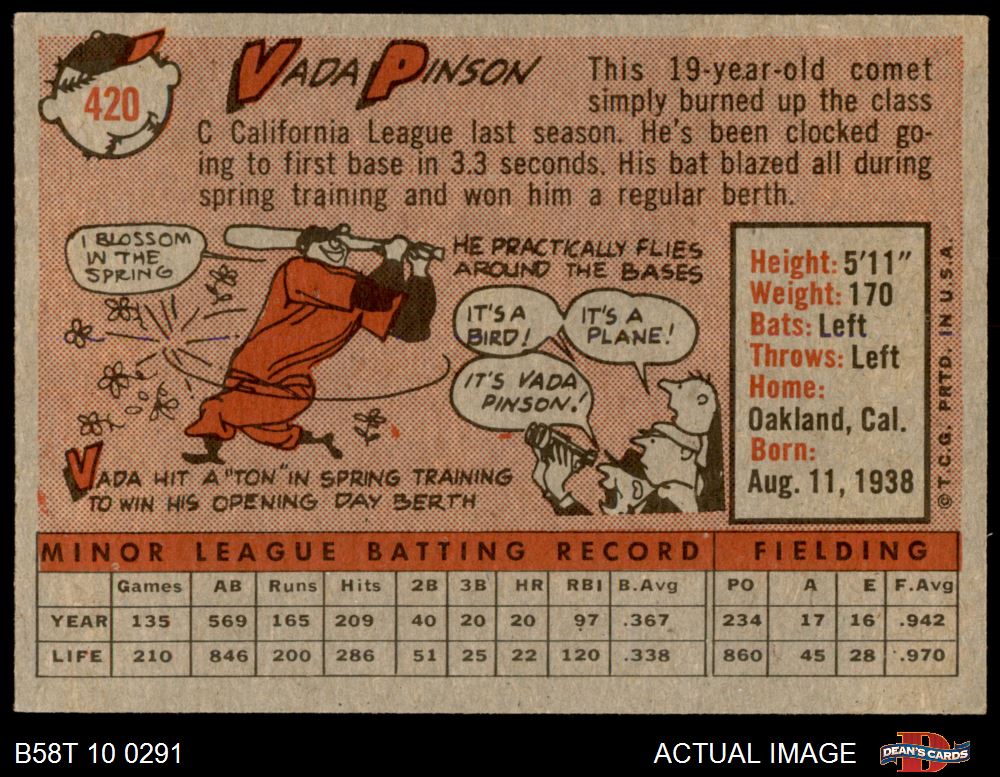 420
VADA PINSON
This 19-year-old comet
simply burned up the class
C California League last season. He's been clocked go-
ing to first base in 3.3 seconds. His bat blazed all during
spring training and won him a regular berth.
I BLOSSOM
IN THE
SPRING
HE PRACTICALLY FLIES
AROUND THE BASES
IT'S A
BIRD!
IT'S A
PLANE!
IT'S VADA
PINSON!
VADA HIT A "TON" IN SPRING TRAINING
TO WIN HIS OPENING DAY BERTH
Height: 5'11"
Weight: 170
Bats: Left
Throws: Left
Home:
Oakland, Cal.
Born:
Aug. 11, 1938
© T.C.G. PRTD. IN U.S.A.
MINOR LEAGUE BATTING RECORD FIELDING
Games AB Runs Hits 2B 3B HR RBI B.Avg PO A E F.Avg
YEAR 135 569 165 209 40 20 20 97 .367 234 17 16 .942
LIFE 210 846 200 286 51 25 22 120 .338 860 45 28 .970
B58T 10 0291
ACTUAL IMAGE
DEAN'S CARDS